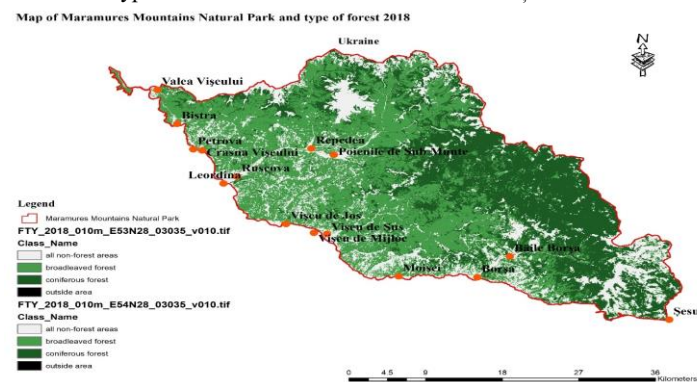 Map of Maramures Mountains Natural Park and type of forest 2018
Ukraine
N
Valea Vişeului
Bistra
Petrova
Crasna Vişeului
Repedea
Poienile de Sub Munte
Ruscova
Leordina
Vişeu de Jos
Vişeu de Sus
Vişeu de Mijloc
Baile Borşa
Moisei
Borşa
Şesu
Legend
Maramures Mountains Natural Park
FTY_2018_010m_E53N28_03035_v010.tif
Class_Name
all non-forest areas
broadleaved forest
coniferous forest
outside area
FTY_2018_010m_E54N28_03035_v010.tif
Class_Name
all non-forest areas
broadleaved forest
coniferous forest
outside area
0 4.5 9 18 27 36
Kilometers